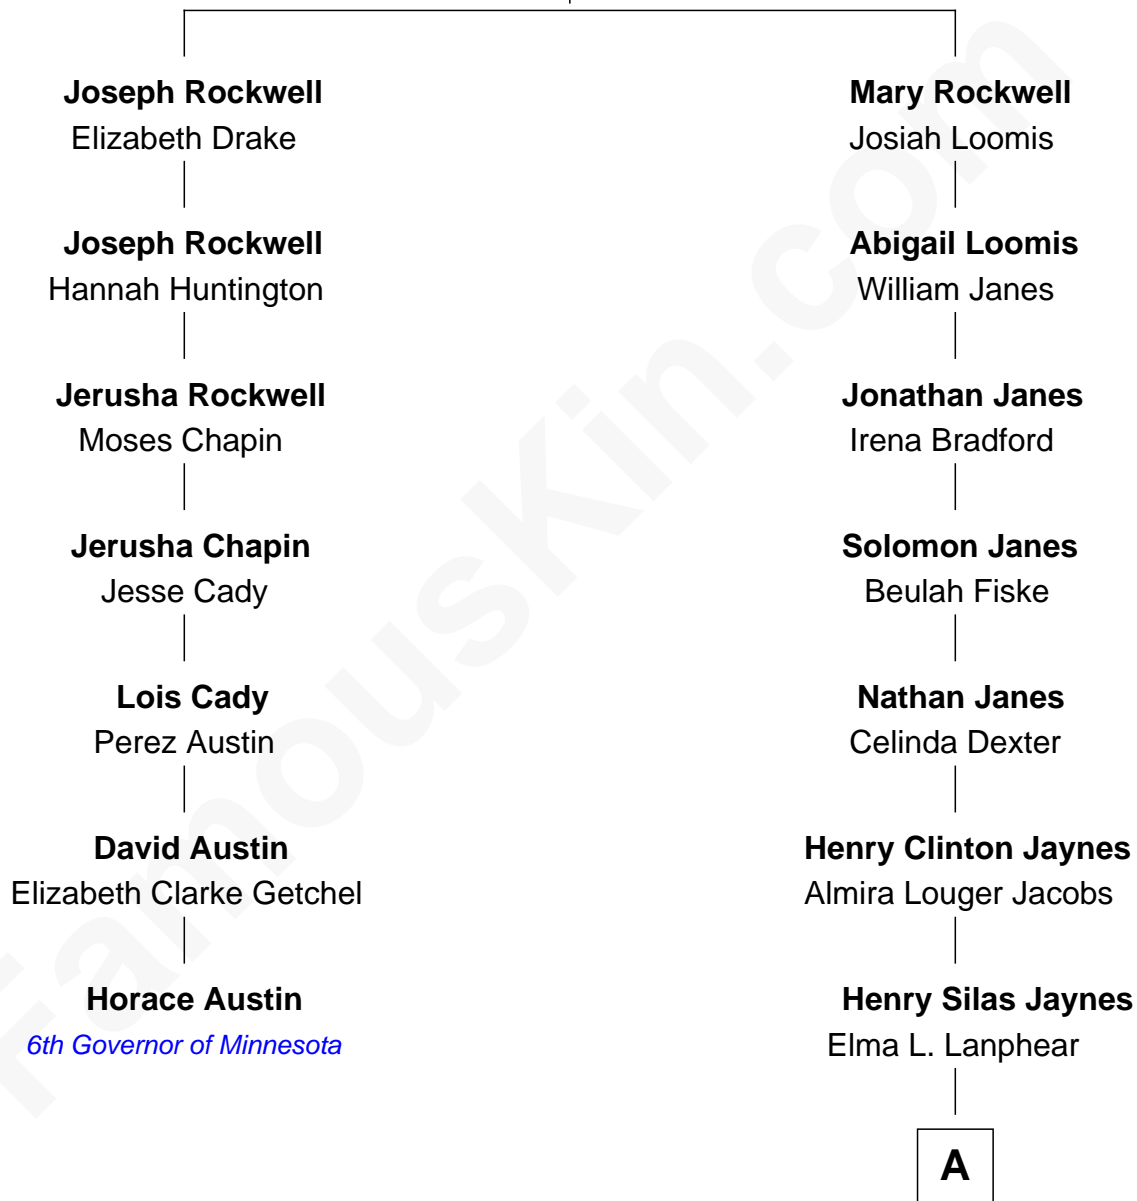 Joseph Rockwell
Elizabeth Drake
Mary Rockwell
Josiah Loomis
Joseph Rockwell
Hannah Huntington
Abigail Loomis
William Janes
Jerusha Rockwell
Moses Chapin
Jonathan Janes
Irena Bradford
Jerusha Chapin
Jesse Cady
Solomon Janes
Beulah Fiske
Lois Cady
Perez Austin
Nathan Janes
Celinda Dexter
David Austin
Elizabeth Clarke Getchel
Henry Clinton Jaynes
Almira Louger Jacobs
Horace Austin
6th Governor of Minnesota
Henry Silas Jaynes
Elma L. Lanphear
A
FamousKin.com